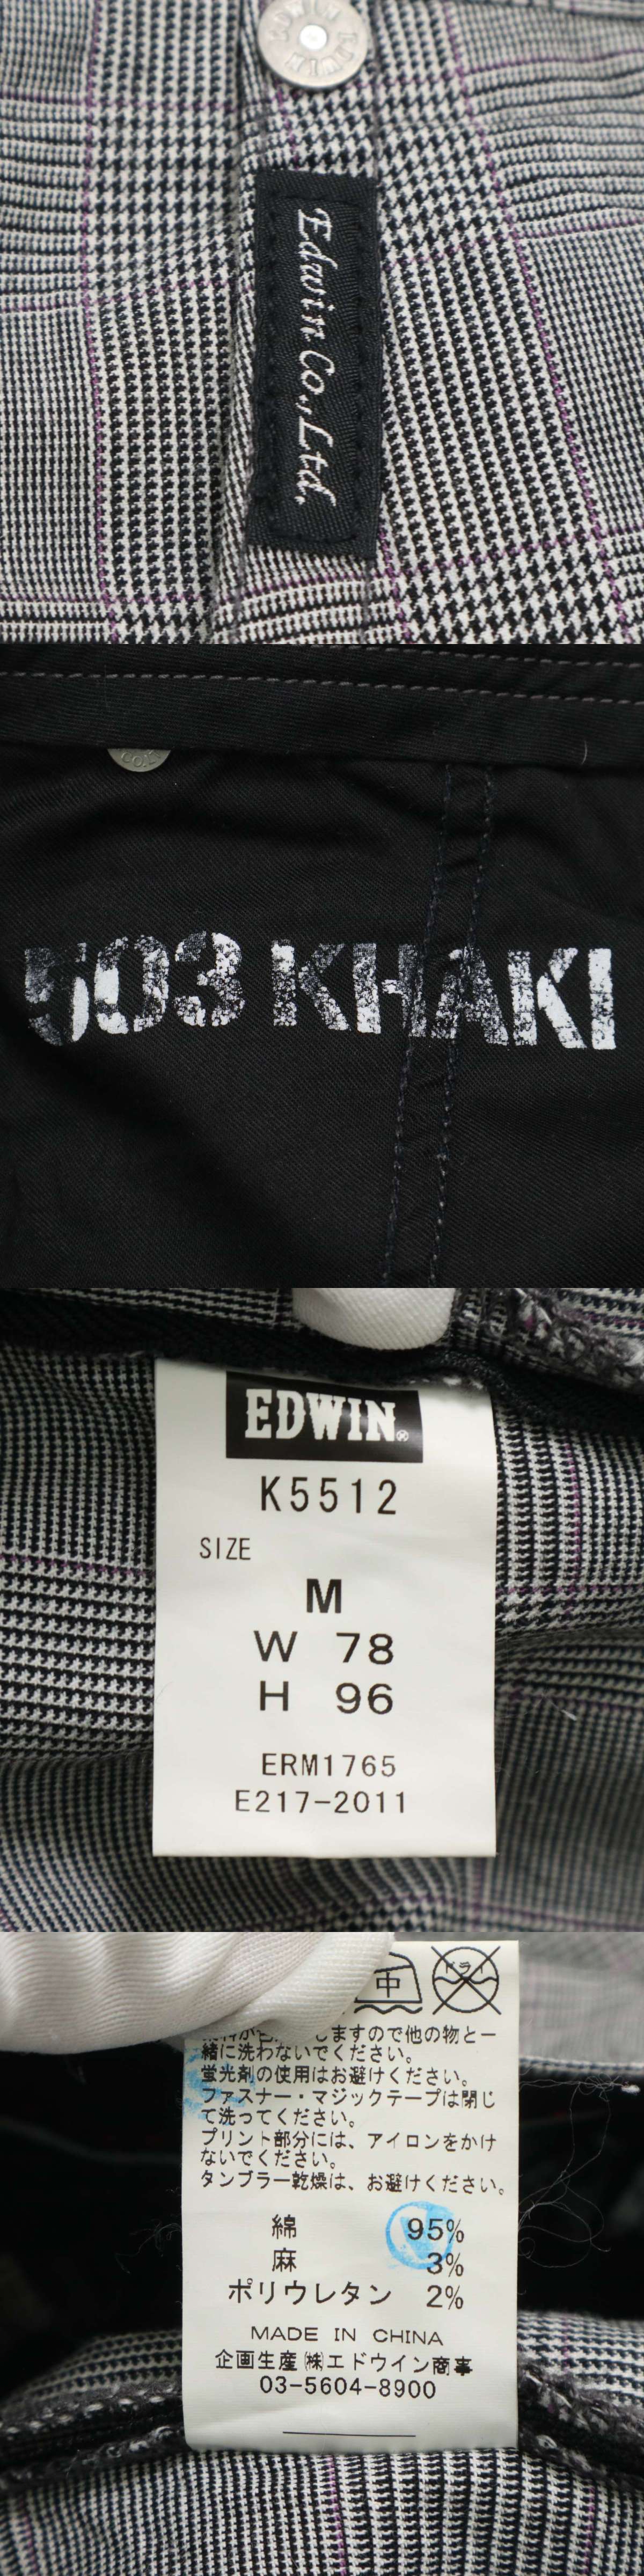 EDWIN EDWIN
Edwin Co.,Ltd.
CO.,LT
503 KHAKI
EDWIN®
K5512
SIZE
M
W 78
H 96
ERM1765
E217-2011
中 ドライ
しますので他の物と一
緒に洗わないでください。
蛍光剤の使用はお避けください。
ファスナー・マジックテープは閉じ
て洗ってください。
プリント部分には、アイロンをかけ
ないでください。
タンブラー乾燥は、お避けください。
綿 95%
麻 3%
ポリウレタン 2%
MADE IN CHINA
企画生産㈱エドウイン商事
03-5604-8900